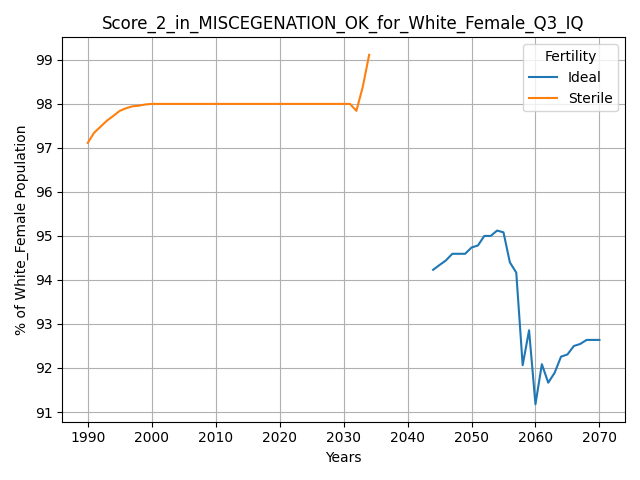 Score_2_in_MISCEGENATION_OK_for_White_Female_Q3_IQ
Fertility
Ideal
Sterile
% of White_Female Population
99
98
97
96
95
94
93
92
91
1990 2000 2010 2020 2030 2040 2050 2060 2070
Years